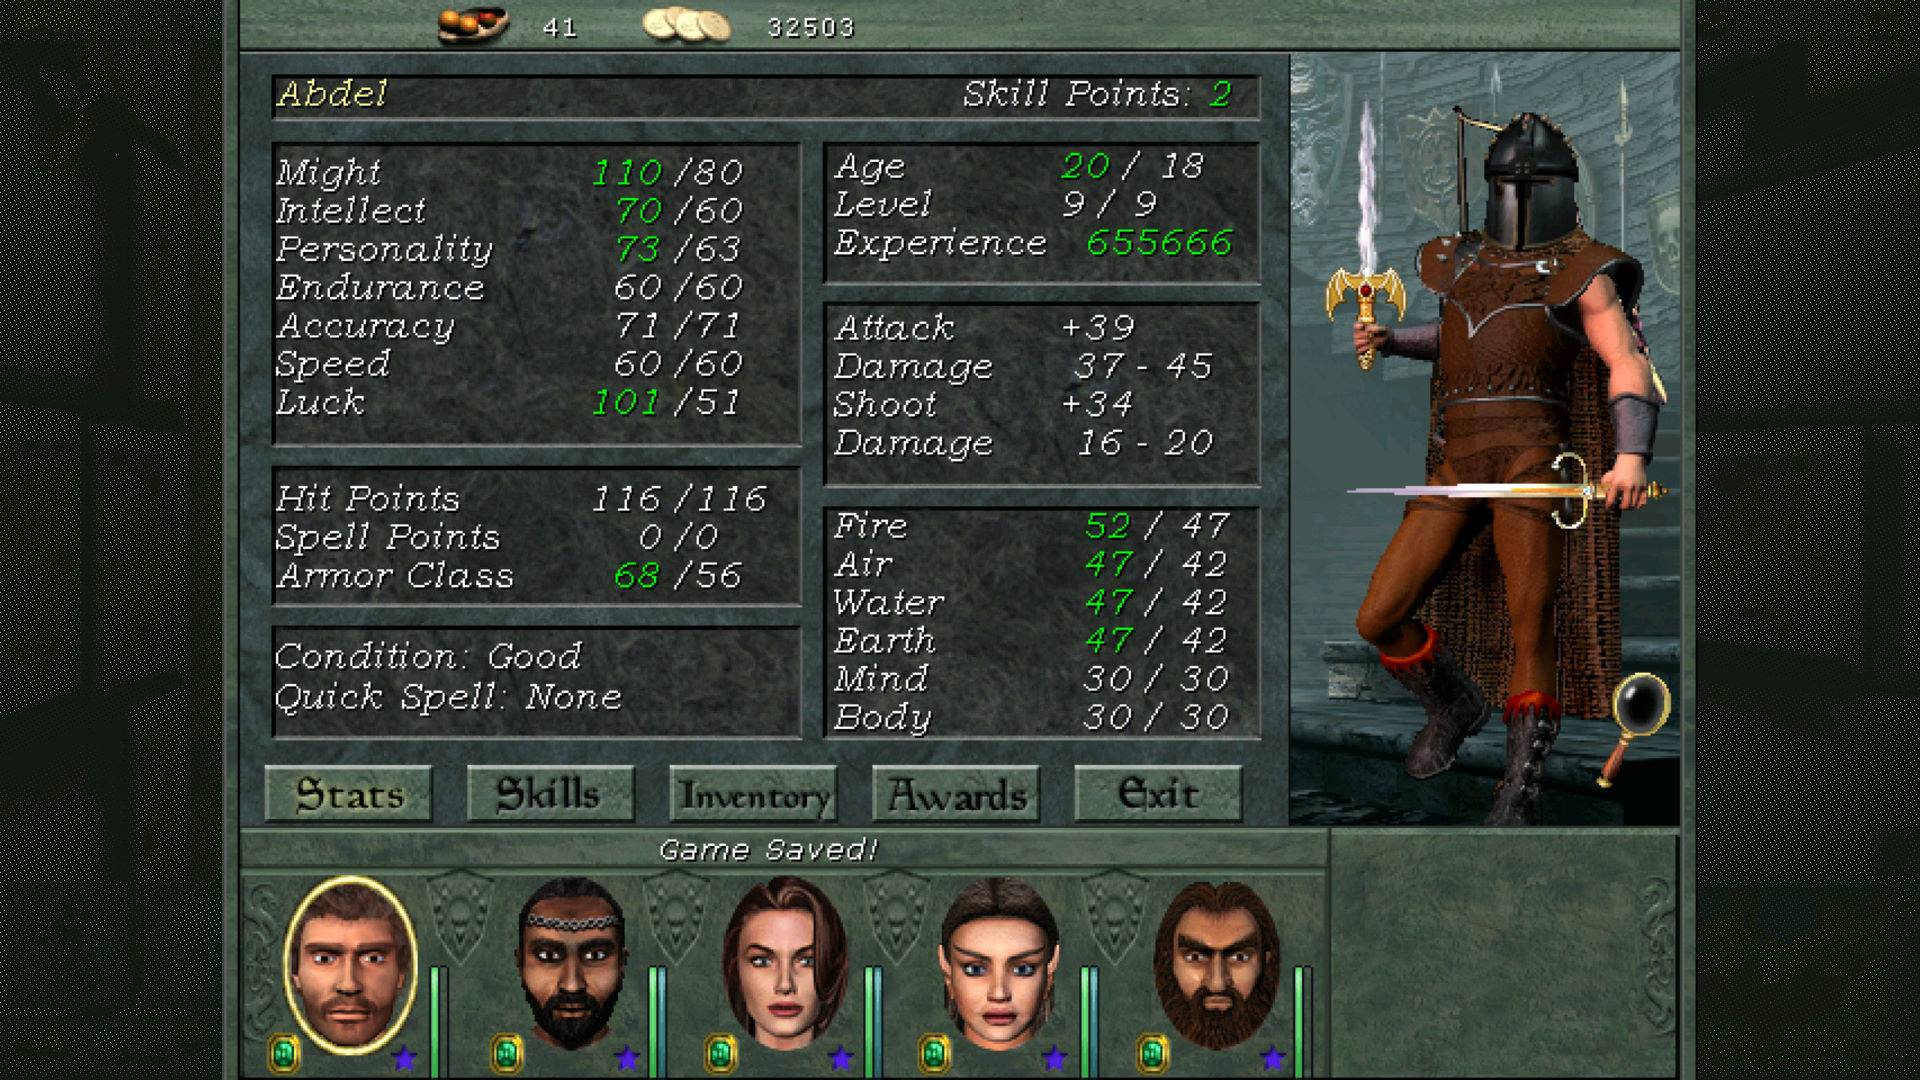 41 32503
Abdel Skill Points: 2
Might 110 /80
Intellect 70 /60
Personality 73 /63
Endurance 60 /60
Accuracy 71 /71
Speed 60 /60
Luck 101 /51
Hit Points 116 /116
Spell Points 0 /0
Armor Class 68 /56
Condition: Good
Quick Spell: None
Age 20 / 18
Level 9 / 9
Experience 655666
Attack +39
Damage 37 - 45
Shoot +34
Damage 16 - 20
Fire 52 / 47
Air 47 / 42
Water 47 / 42
Earth 47 / 42
Mind 30 / 30
Body 30 / 30
Stats Skills Inventory Awards Exit
Game Saved!